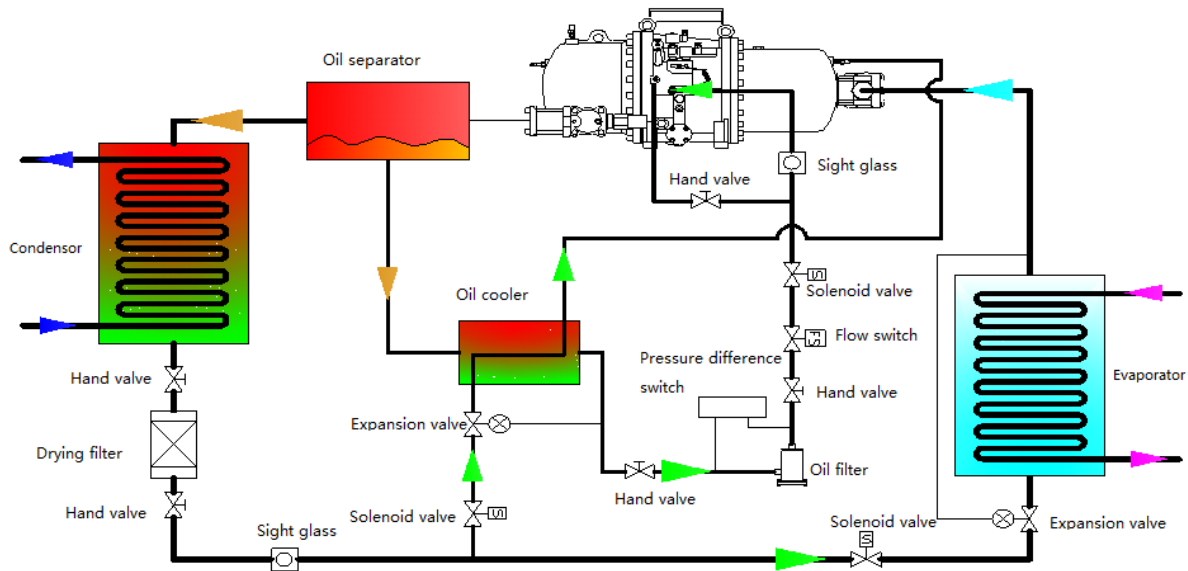 Oil separator
Sight glass
Hand valve
Condensor
Oil cooler
Solenoid valve
Flow switch
Pressure difference
switch
Hand valve
Evaporator
Hand valve
Expansion valve
Drying filter
Oil filter
Hand valve
Hand valve
Solenoid valve
Sight glass
Solenoid valve
Expansion valve